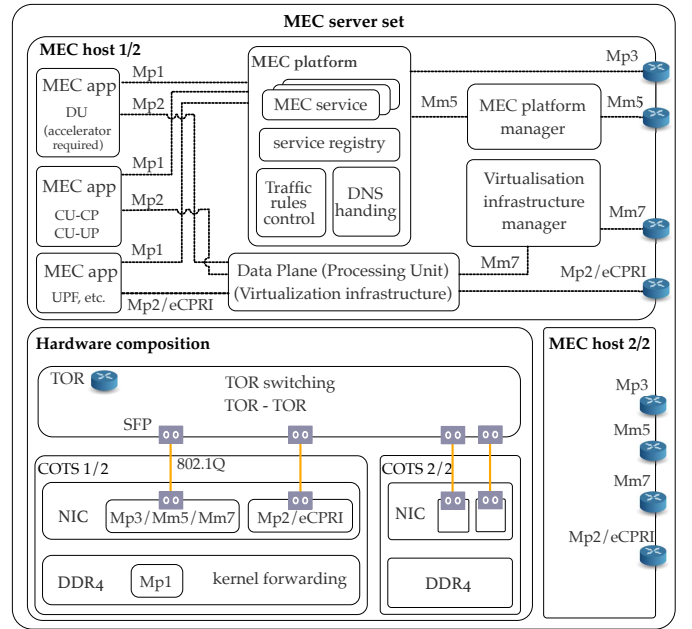 MEC server set
MEC host 1/2
MEC app
DU
(accelerator
required)
Mp1
Mp2
MEC app
CU-CP
CU-UP
Mp1
Mp2
MEC app
UPF, etc.
Mp1
Mp2/eCPRI
MEC platform
MEC service
service registry
Traffic
rules
control
DNS
handing
Mp3
Mm5
MEC platform
manager
Mm5
Virtualisation
infrastructure
manager
Mm7
Mm7
Data Plane (Processing Unit)
(Virtualization infrastructure)
Mp2/eCPRI
Hardware composition
TOR
TOR switching
TOR - TOR
SFP
802.1Q
COTS 1/2
NIC
Mp3/Mm5/Mm7
Mp2/eCPRI
DDR4
Mp1
kernel forwarding
COTS 2/2
NIC
DDR4
MEC host 2/2
Mp3
Mm5
Mm7
Mp2/eCPRI